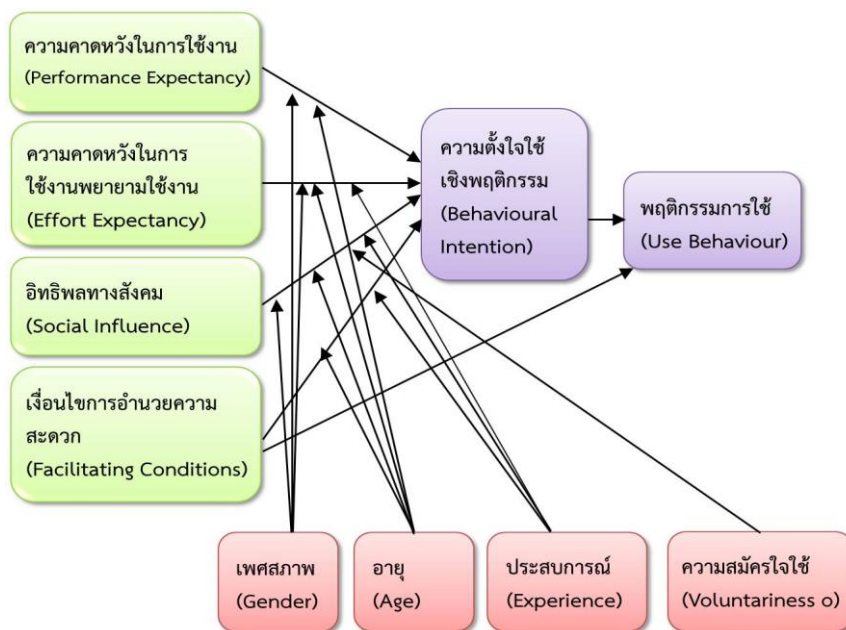 ความคาดหวังในการใช้งาน
(Performance Expectancy)
ความคาดหวังในการ
ใช้งานพยายามใช้งาน
(Effort Expectancy)
อิทธิพลทางสังคม
(Social Influence)
เงื่อนไขการอำนวยความ
สะดวก
(Facilitating Conditions)
ความตั้งใจใช้
เชิงพฤติกรรม
(Behavioural
Intention)
พฤติกรรมการใช้
(Use Behaviour)
เพศสภาพ
(Gender)
อายุ
(Age)
ประสบการณ์
(Experience)
ความสมัครใจใช้
(Voluntariness o)